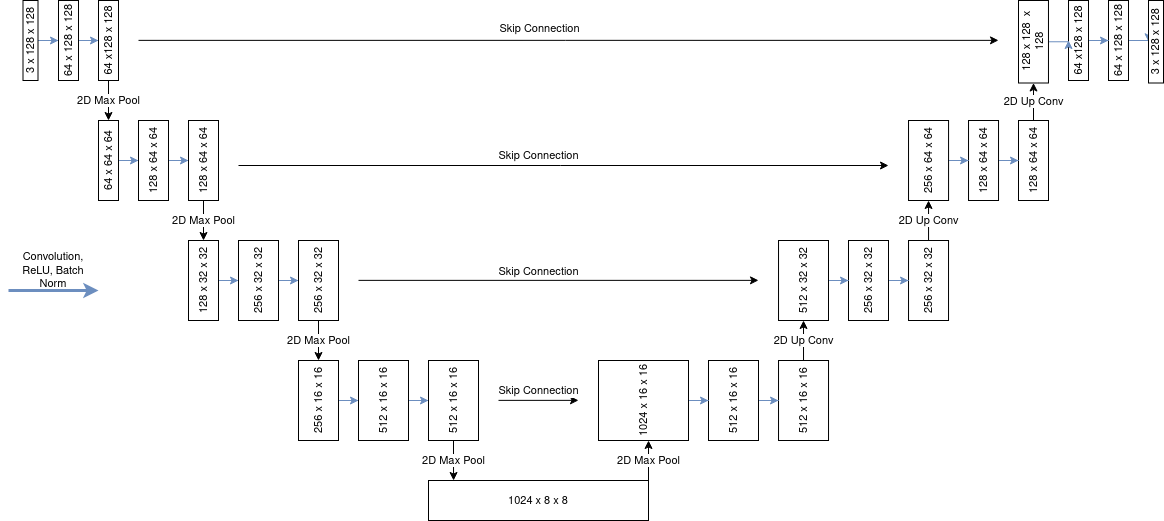 3 x 128 x 128
64 x 128 x 128
64 x128 x 128
Skip Connection
128 x 128 x
128
64 x128 x 128
64 x 128 x 128
3 x 128 x 128
2D Max Pool
2D Up Conv
64 x 64 x 64
128 x 64 x 64
128 x 64 x 64
Skip Connection
256 x 64 x 64
128 x 64 x 64
128 x 64 x 64
2D Max Pool
2D Up Conv
Convolution,
ReLU, Batch
Norm
128 x 32 x 32
256 x 32 x 32
256 x 32 x 32
Skip Connection
512 x 32 x 32
256 x 32 x 32
256 x 32 x 32
2D Max Pool
2D Up Conv
256 x 16 x 16
512 x 16 x 16
512 x 16 x 16
Skip Connection
1024 x 16 x 16
512 x 16 x 16
512 x 16 x 16
2D Max Pool
2D Max Pool
1024 x 8 x 8